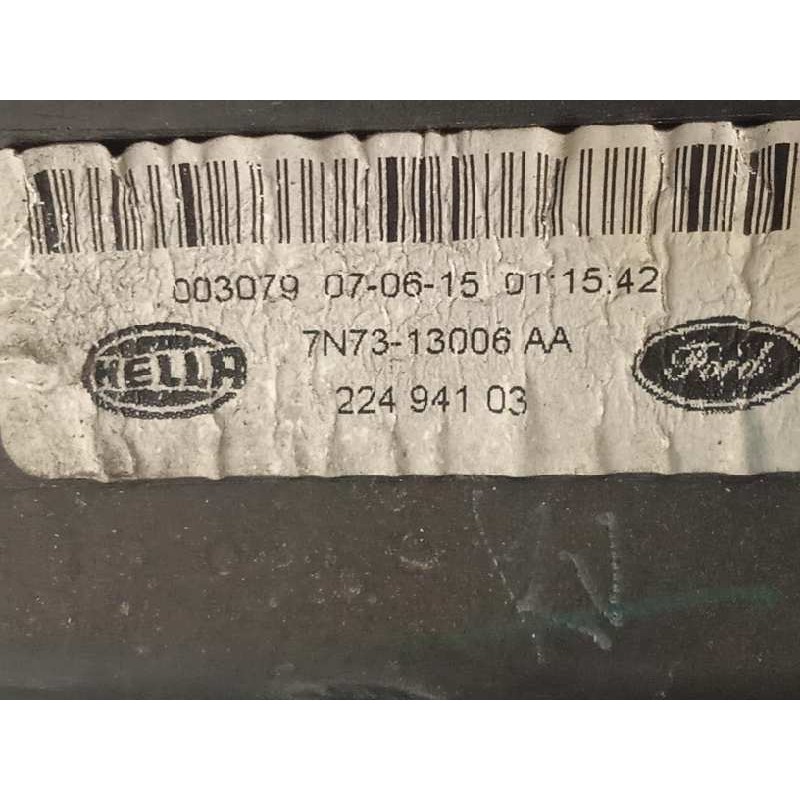 003079 07-06-15 01:15:42
7N73-13006 AA
HELLA
Ford
224 941 03